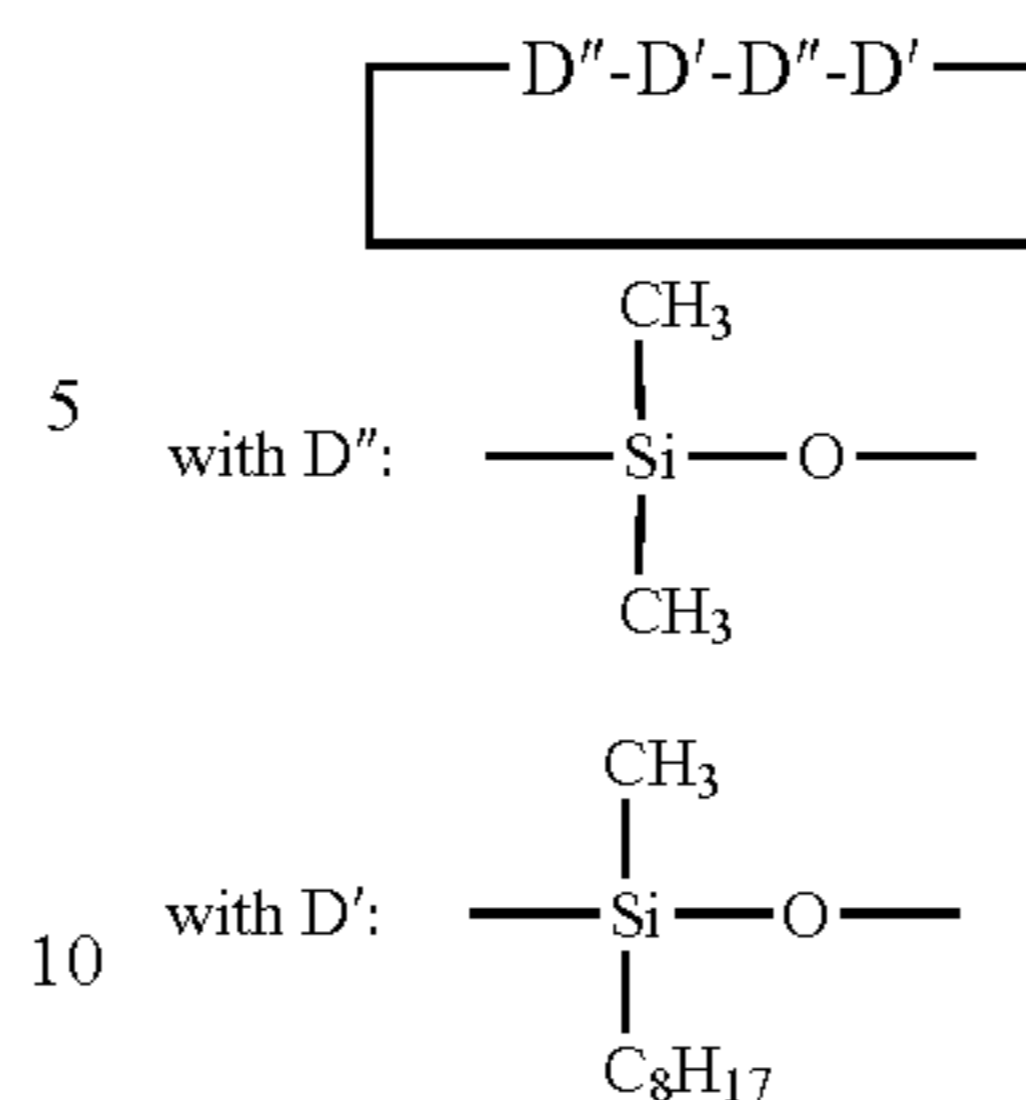 D″-D′-D″-D′
CH₃
5
with D″: Si O
CH₃
CH₃
with D′: Si O
10
C₈H₁₇